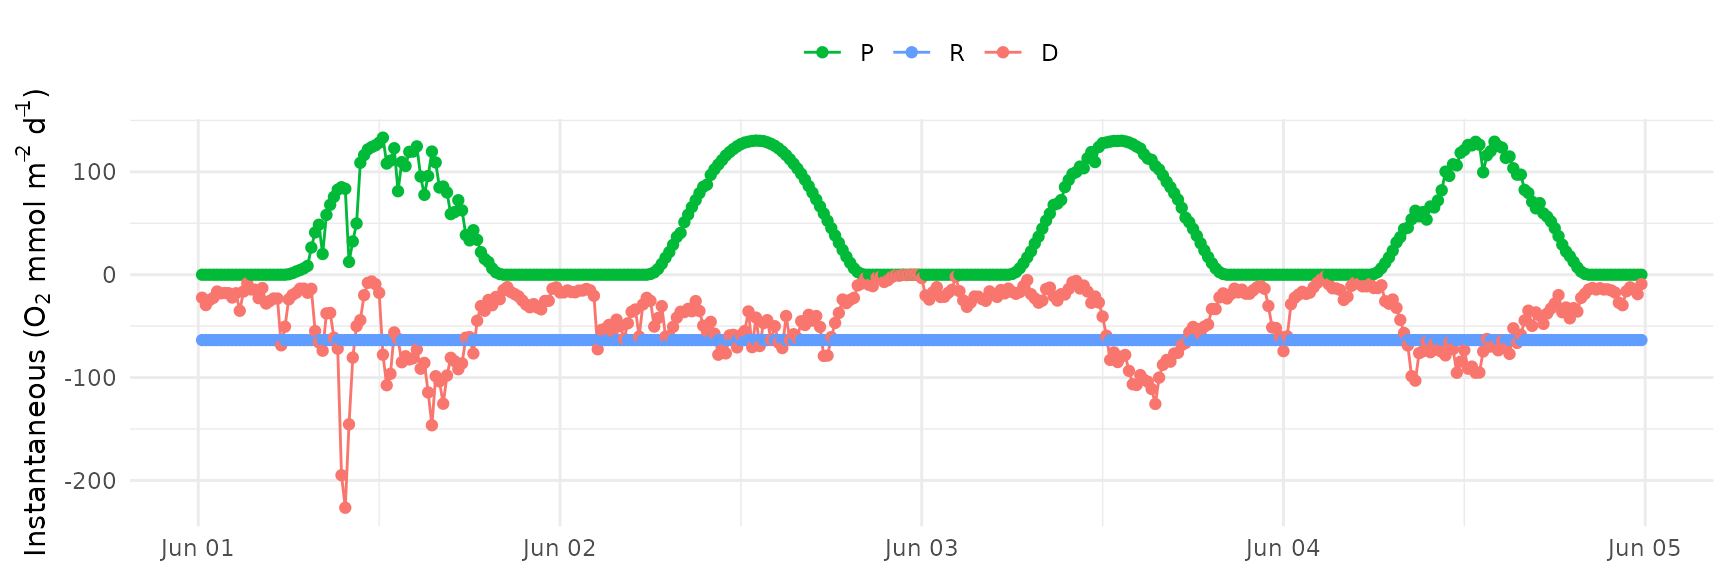 P R D
Instantaneous (O₂ mmol m⁻² d⁻¹)
100
0
-100
-200
Jun 01 Jun 02 Jun 03 Jun 04 Jun 05